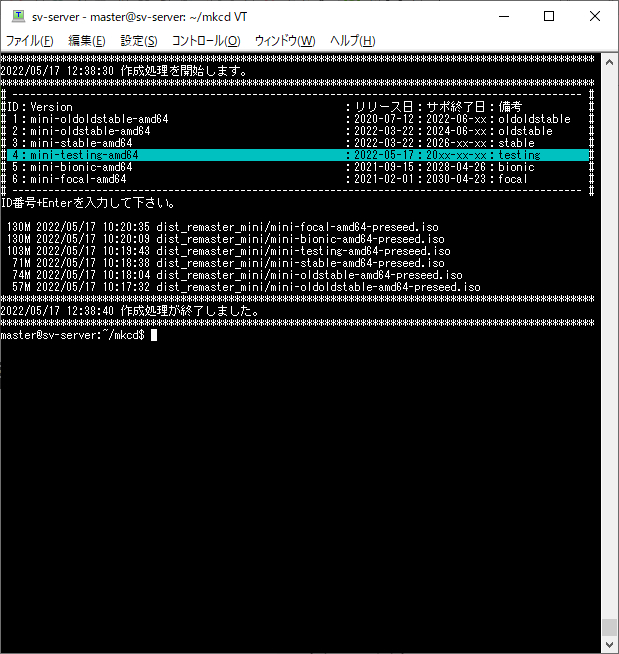 sv-server - master@sv-server: ~/mkcd VT
ファイル(F) 編集(E) 設定(S) コントロール(O) ウィンドウ(W) ヘルプ(H)
****************************************************************************************************
2022/05/17 12:38:30 作成処理を開始します。
****************************************************************************************************
# ---------------------------------------------------------------------------------------------- #
#ID：Version ：リリース日：サポ終了日：備考 #
# 1：mini-oldoldstable-amd64 ：2020-07-12：2022-06-xx：oldoldstable #
# 2：mini-oldstable-amd64 ：2022-03-22：2024-06-xx：oldstable #
# 3：mini-stable-amd64 ：2022-03-22：2026-xx-xx：stable #
# 4：mini-testing-amd64 ：2022-05-17：20xx-xx-xx：testing #
# 5：mini-bionic-amd64 ：2021-09-15：2028-04-26：bionic #
# 6：mini-focal-amd64 ：2021-02-01：2030-04-23：focal #
# ---------------------------------------------------------------------------------------------- #
ID番号+Enterを入力して下さい。
130M 2022/05/17 10:20:35 dist_remaster_mini/mini-focal-amd64-preseed.iso
130M 2022/05/17 10:20:09 dist_remaster_mini/mini-bionic-amd64-preseed.iso
103M 2022/05/17 10:19:43 dist_remaster_mini/mini-testing-amd64-preseed.iso
71M 2022/05/17 10:18:38 dist_remaster_mini/mini-stable-amd64-preseed.iso
74M 2022/05/17 10:18:04 dist_remaster_mini/mini-oldstable-amd64-preseed.iso
57M 2022/05/17 10:17:32 dist_remaster_mini/mini-oldoldstable-amd64-preseed.iso
****************************************************************************************************
2022/05/17 12:38:40 作成処理が終了しました。
****************************************************************************************************
master@sv-server:~/mkcd$